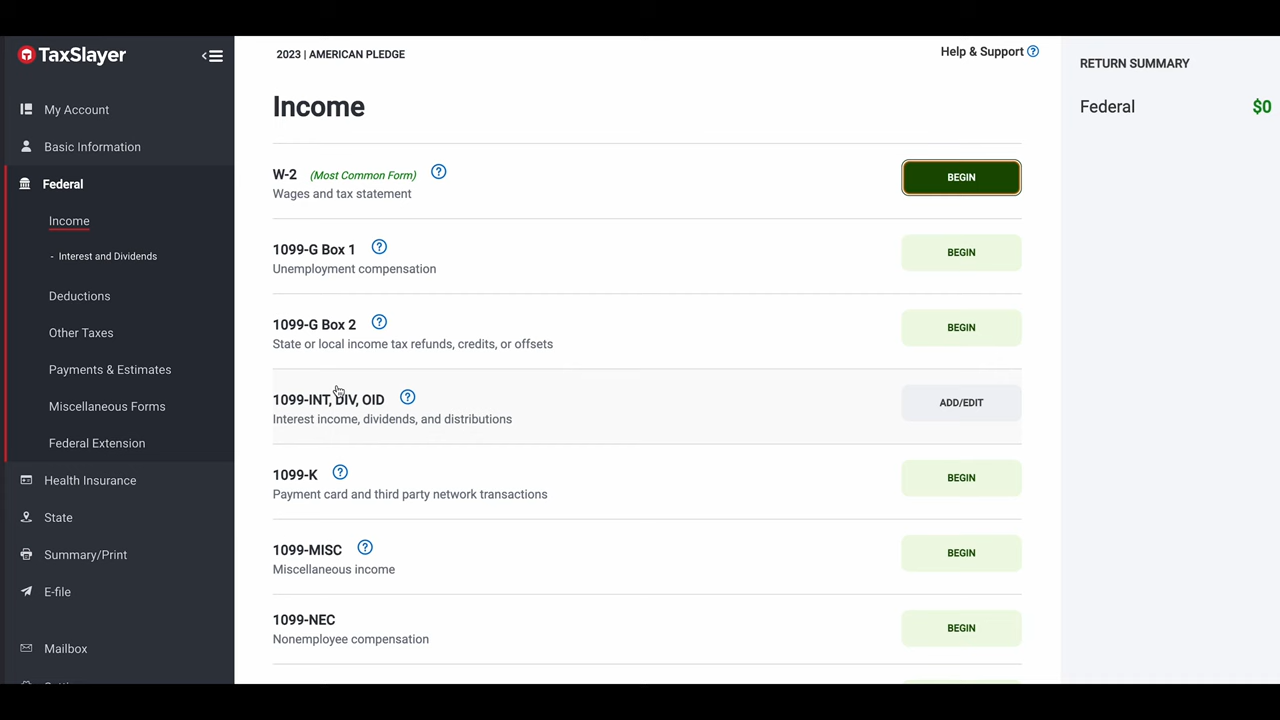 TaxSlayer
My Account
Basic Information
Federal
Income
- Interest and Dividends
Deductions
Other Taxes
Payments & Estimates
Miscellaneous Forms
Federal Extension
Health Insurance
State
Summary/Print
E-file
Mailbox
2023 | AMERICAN PLEDGE
Help & Support ?
Income
W-2 (Most Common Form) ?
Wages and tax statement
BEGIN
1099-G Box 1 ?
Unemployment compensation
BEGIN
1099-G Box 2 ?
State or local income tax refunds, credits, or offsets
BEGIN
1099-INT, DIV, OID ?
Interest income, dividends, and distributions
ADD/EDIT
1099-K ?
Payment card and third party network transactions
BEGIN
1099-MISC ?
Miscellaneous income
BEGIN
1099-NEC
Nonemployee compensation
BEGIN
RETURN SUMMARY
Federal $0